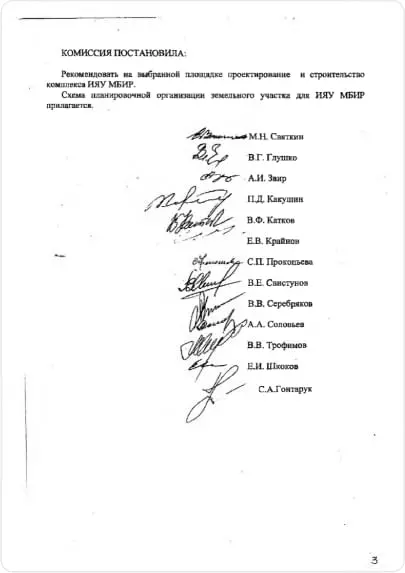 КОМИССИЯ ПОСТАНОВИЛА:
Рекомендовать на выбранной площадке проектирование и строительство
комплекса ИЯУ МБИР.
Схема планировочной организации земельного участка для ИЯУ МБИР
прилагается.
М.Н. Святкин
В.Г. Глушко
А.И. Звир
П.Д. Какушин
В.Ф. Катков
Е.В. Крайнов
С.П. Прокопьева
В.Е. Свистунов
В.В. Серебряков
А.А. Соловьев
В.В. Трофимов
Е.И. Шкоков
С.А.Гонтарук
3